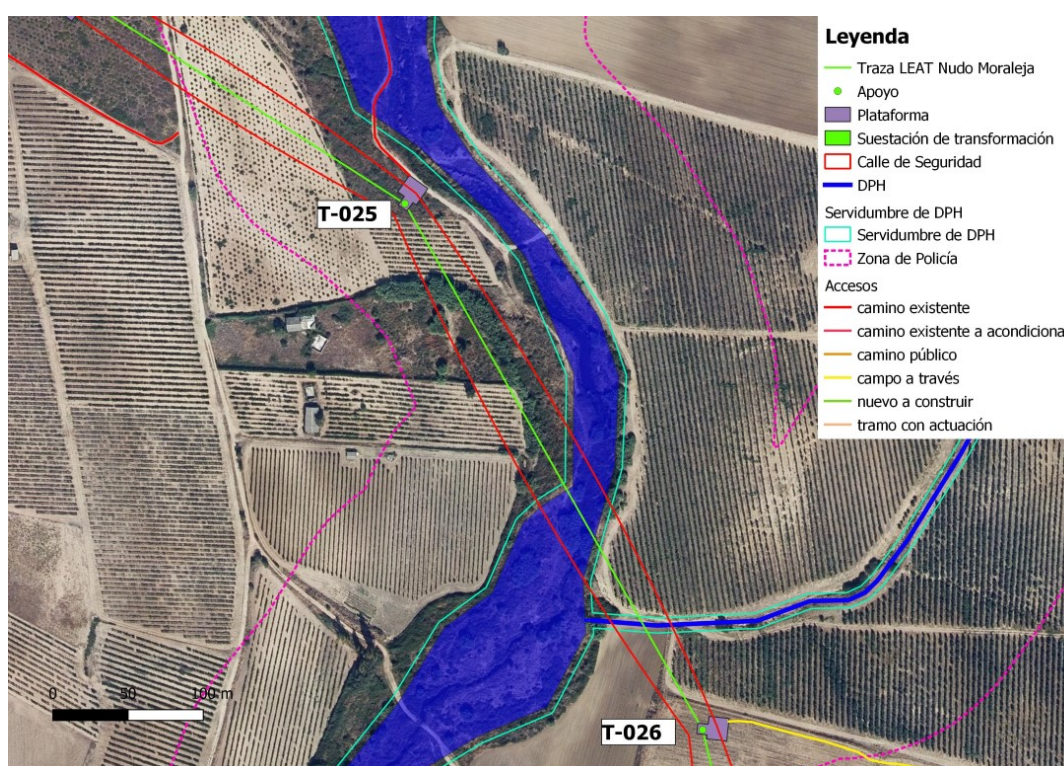 Leyenda
Traza LEAT Nudo Moraleja
Apoyo
Plataforma
Suestación de transformación
Calle de Seguridad
DPH
Servidumbre de DPH
Servidumbre de DPH
Zona de Policía
Accesos
camino existente
camino existente a acondiciona
camino público
campo a través
nuevo a construir
tramo con actuación
T-025
T-026
0 50 100 m